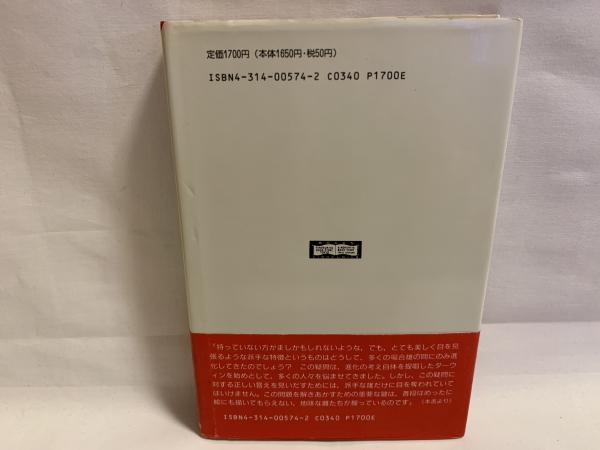 定価1700円（本体1650円・税50円）
ISBN4-314-00574-2 C0340 P1700E
「持っていない方がましかもしれないような、でも、とても美しく目を見
張るような派手な特徴というものはどうして、多くの場合雄の間にのみ進
化してきたのでしょう？ この疑問は、進化の考え自体を提唱したダーウ
ィンを始めとして、多くの人々を悩ませてきました。しかし、この疑問に
対する正しい答えを見いだすためには、派手な雄だけに目を奪われていて
はいけません。この問題を解きあかすための重要な鍵は、普段はめったに
絵にも描いてもらえない、地味な雌たちが握っているのです」（本書より）
ISBN4-314-00574-2 C0340 P1700E